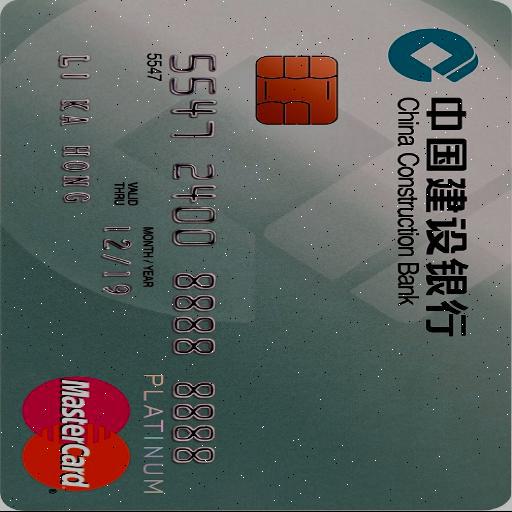 中国建设银行
China Construction Bank
5547 2400 8888 8888
5547
MONTH / YEAR
PLATINUM
VALID
THRU
12/19
LI KA HONG
MasterCard
®